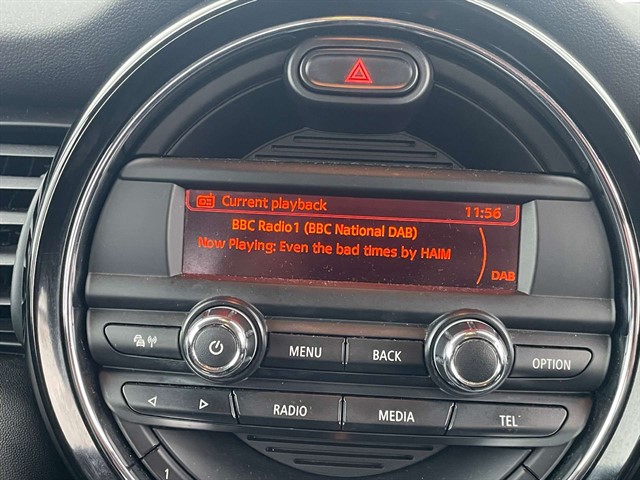 Current playback 11:56
BBC Radio1 (BBC National DAB)
Now Playing: Even the bad times by HAIM
DAB
MENU BACK
OPTION
RADIO MEDIA TEL
1